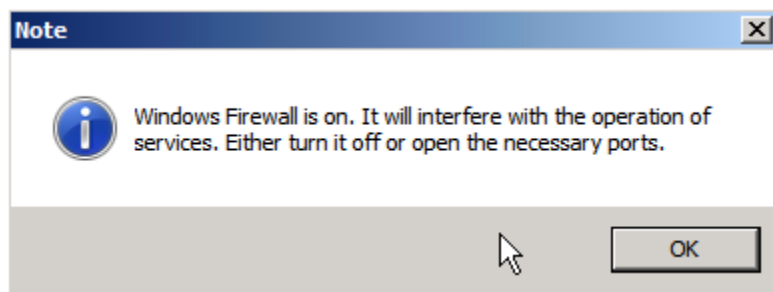 Note
Windows Firewall is on. It will interfere with the operation of
services. Either turn it off or open the necessary ports.
OK